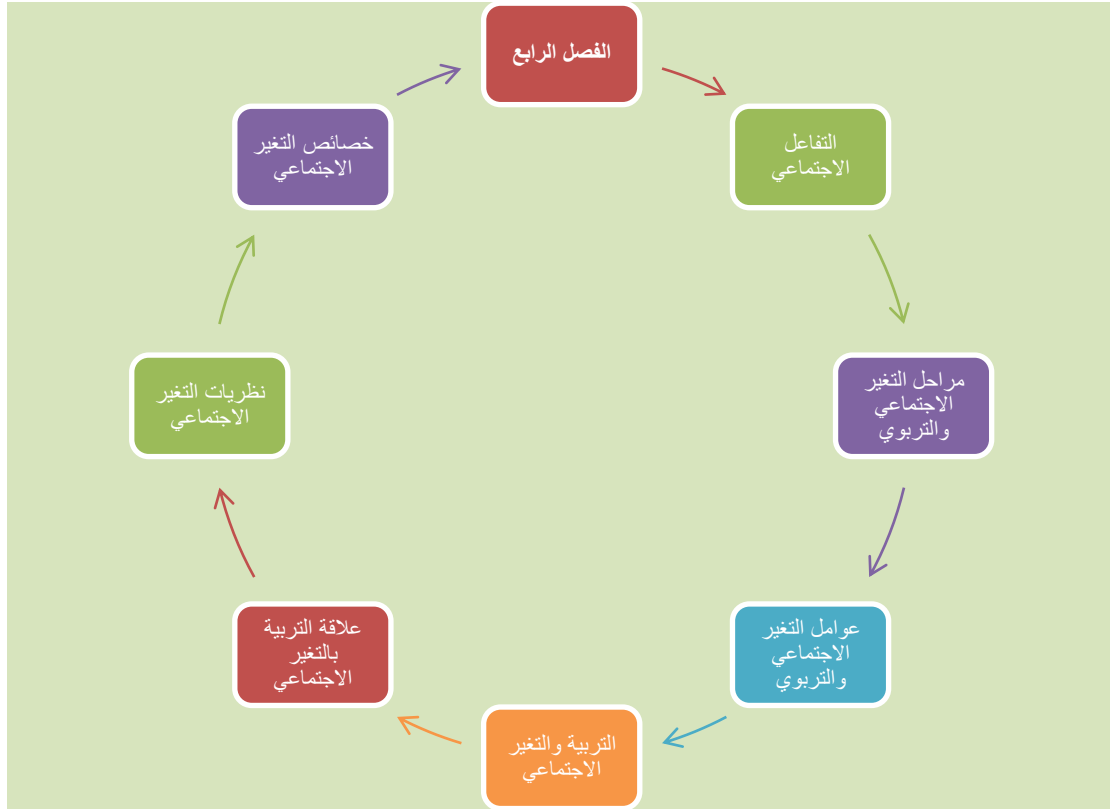 الفصل الرابع
التفاعل
الاجتماعي
مراحل التغير
الاجتماعي
والتربوي
عوامل التغير
الاجتماعي
والتربوي
التربية والتغير
الاجتماعي
علاقة التربية
بالتغير
الاجتماعي
نظريات التغير
الاجتماعي
خصائص التغير
الاجتماعي